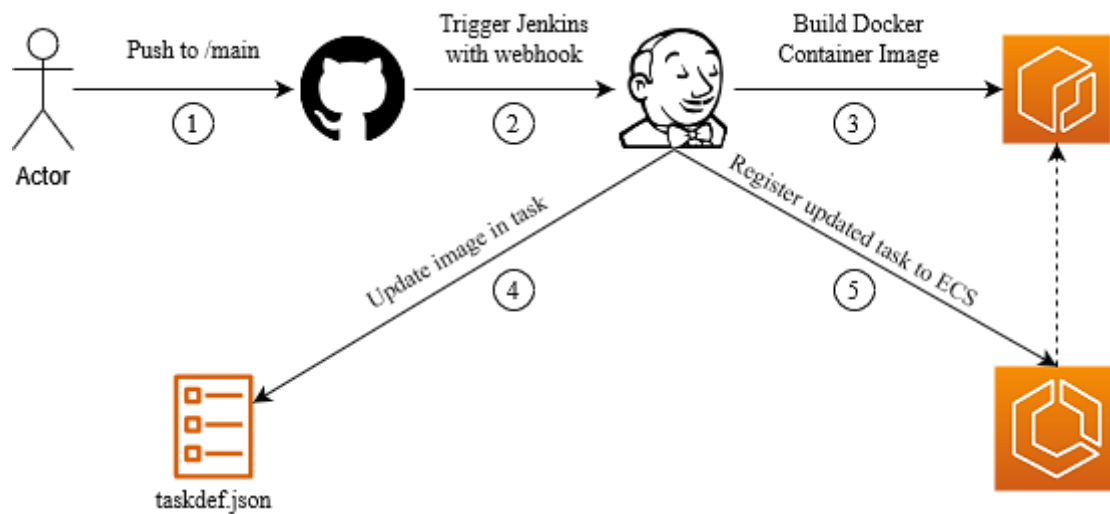 Push to /main
1
Trigger Jenkins
with webhook
2
Build Docker
Container Image
3
Actor
Update image in task
4
Register updated task to ECS
5
taskdef.json